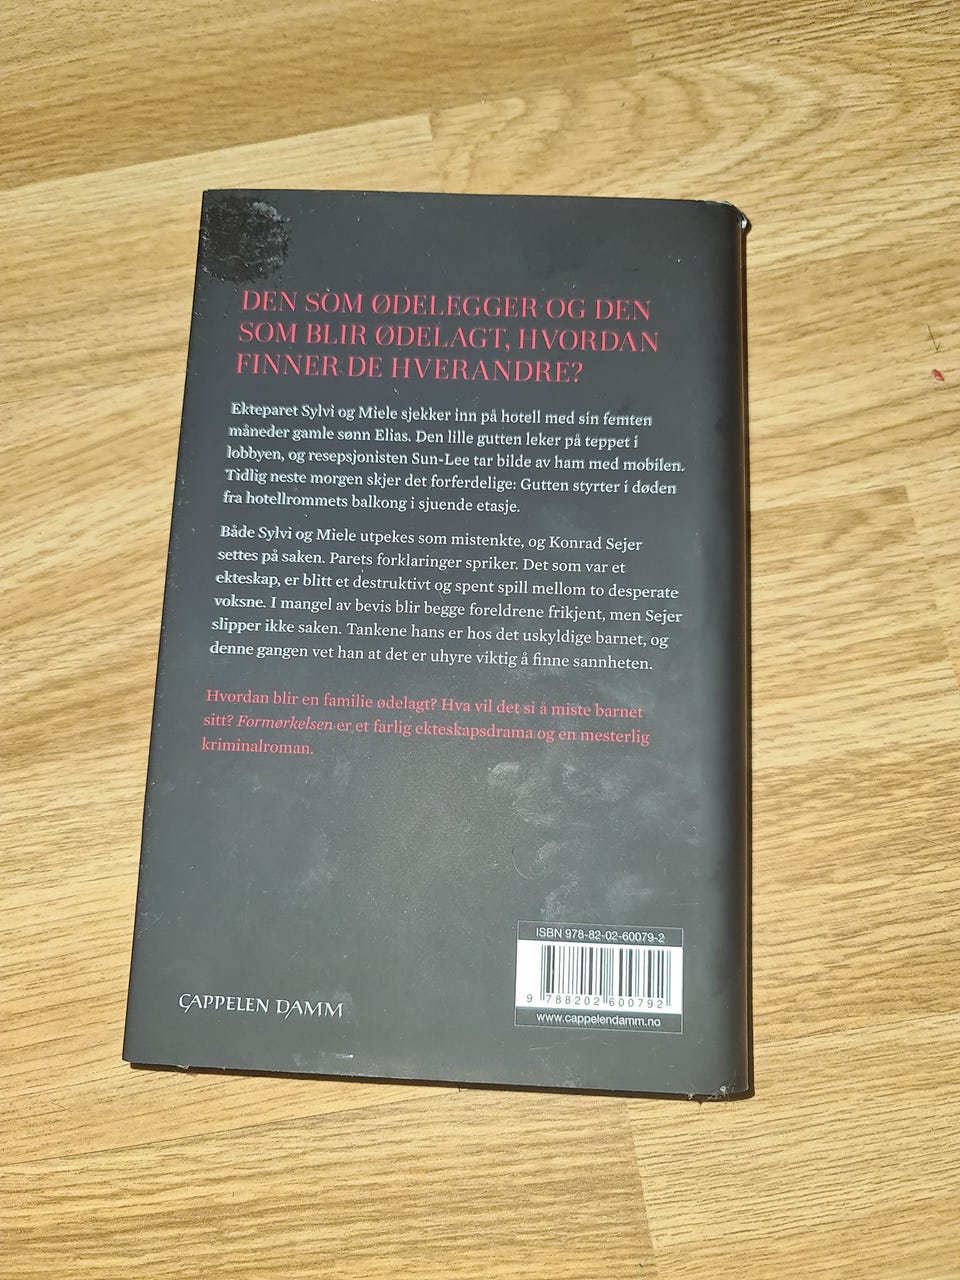 DEN SOM ØDELEGGER OG DEN
SOM BLIR ØDELAGT, HVORDAN
FINNER DE HVERANDRE?
Ekteparet Sylvi og Miele sjekker inn på hotell med sin femten
måneder gamle sønn Elias. Den lille gutten leker på teppet i
lobbyen, og resepsjonisten Sun-Lee tar bilde av ham med mobilen.
Tidlig neste morgen skjer det forferdelige: Gutten styrter i døden
fra hotellrommets balkong i sjuende etasje.
Både Sylvi og Miele utpekes som mistenkte, og Konrad Sejer
settes på saken. Parets forklaringer spriker. Det som var et
ekteskap, er blitt et destruktivt og spent spill mellom to desperate
voksne. I mangel av bevis blir begge foreldrene frikjent, men Sejer
slipper ikke saken. Tankene hans er hos det uskyldige barnet, og
denne gangen vet han at det er uhyre viktig å finne sannheten.
Hvordan blir en familie ødelagt? Hva vil det si å miste barnet
sitt? Formørkelsen er et farlig ekteskapsdrama og en mesterlig
kriminalroman.
ISBN 978-82-02-60079-2
9 788202 600792
www.cappelendamm.no
CAPPELEN DAMM